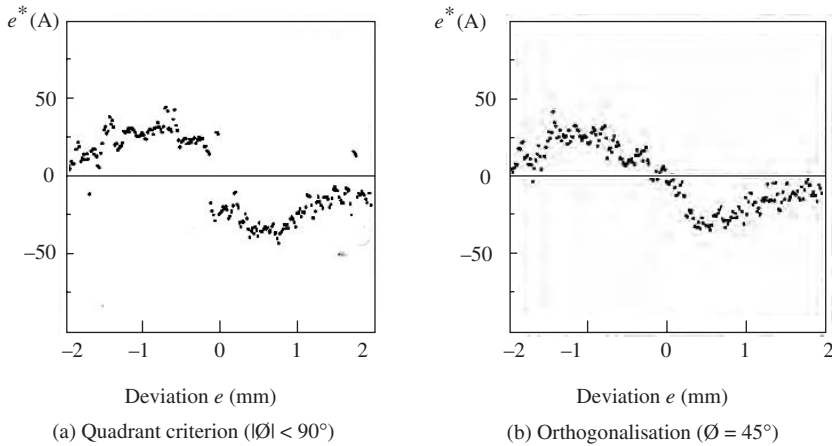 e*(A)
50
0
−50
−2
−1
0
1
2
Deviation e (mm)
(a) Quadrant criterion (|Ø| < 90°)
e*(A)
50
0
−50
−2
−1
0
1
2
Deviation e (mm)
(b) Orthogonalisation (Ø = 45°)